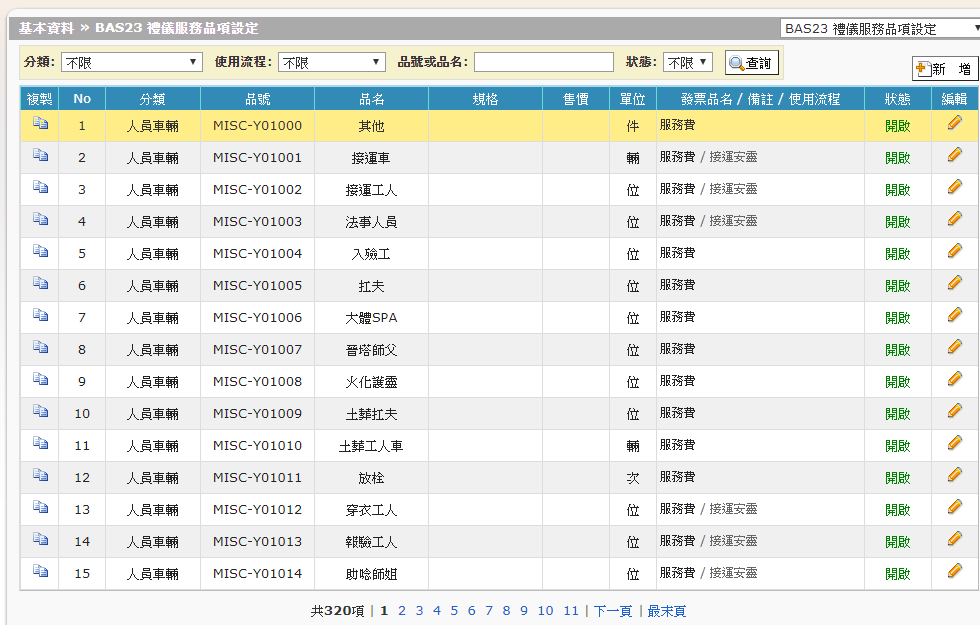 基本資料 » BAS23 禮儀服務品項設定 BAS23 禮儀服務品項設定
分類: 不限 使用流程: 不限 品號或品名: 狀態: 不限 查詢
新 增
複製 No 分類 品號 品名 規格 售價 單位 發票品名 / 備註 / 使用流程 狀態 編輯
1 人員車輛 MISC-Y01000 其他 件 服務費 開啟
2 人員車輛 MISC-Y01001 接運車 輛 服務費 / 接運安靈 開啟
3 人員車輛 MISC-Y01002 接運工人 位 服務費 / 接運安靈 開啟
4 人員車輛 MISC-Y01003 法事人員 位 服務費 / 接運安靈 開啟
5 人員車輛 MISC-Y01004 入殮工 位 服務費 開啟
6 人員車輛 MISC-Y01005 扛夫 位 服務費 開啟
7 人員車輛 MISC-Y01006 大體SPA 位 服務費 開啟
8 人員車輛 MISC-Y01007 晉塔師父 位 服務費 開啟
9 人員車輛 MISC-Y01008 火化護靈 位 服務費 開啟
10 人員車輛 MISC-Y01009 土葬扛夫 位 服務費 開啟
11 人員車輛 MISC-Y01010 土葬工人車 輛 服務費 開啟
12 人員車輛 MISC-Y01011 放栓 次 服務費 開啟
13 人員車輛 MISC-Y01012 穿衣工人 位 服務費 / 接運安靈 開啟
14 人員車輛 MISC-Y01013 報驗工人 位 服務費 / 接運安靈 開啟
15 人員車輛 MISC-Y01014 助唸師姐 位 服務費 / 接運安靈 開啟
共320項 | 1 2 3 4 5 6 7 8 9 10 11 | 下一頁 | 最末頁